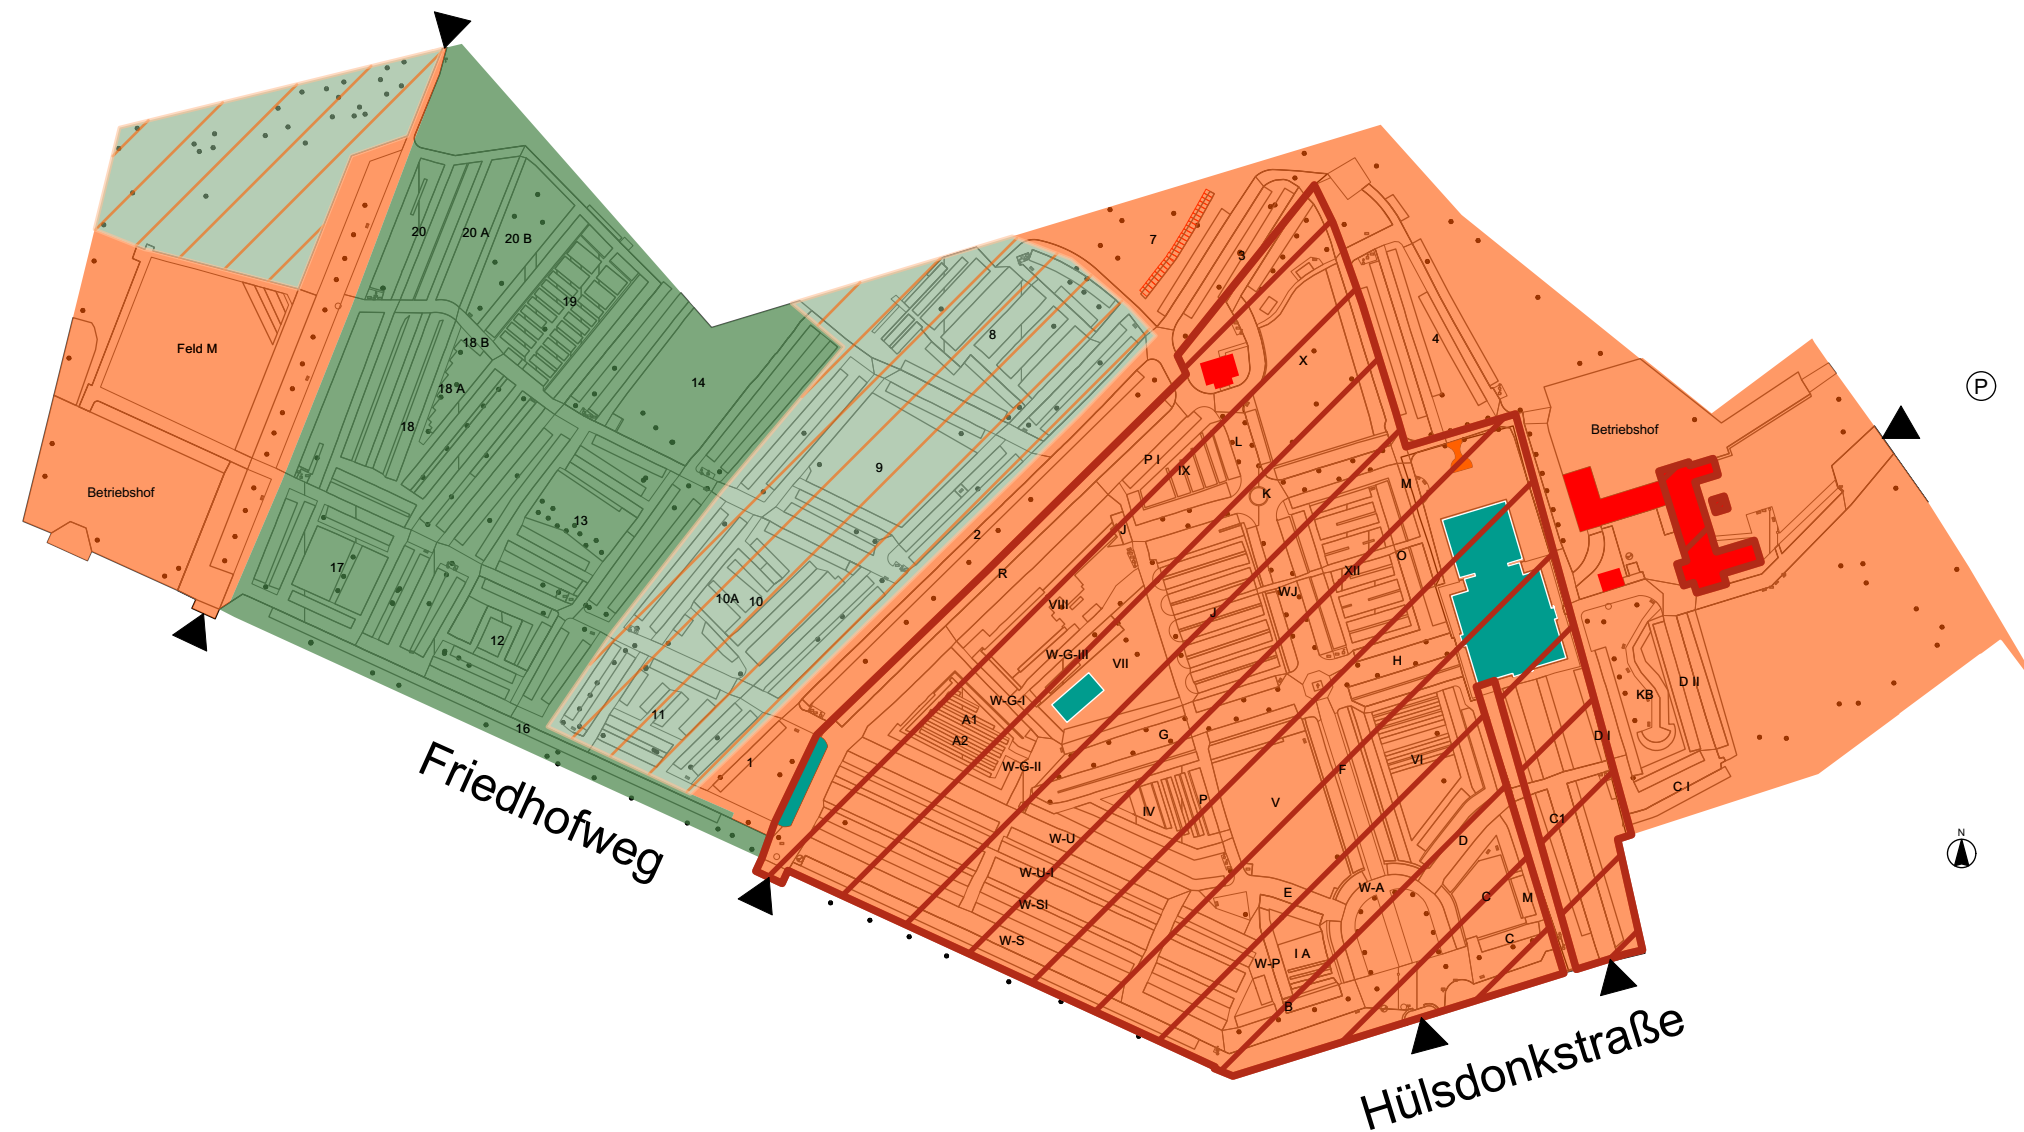 20
20 A
20 B
7
3
19
8
4
18 B
Feld M
X
14
P
18 A
18
Betriebshof
L
P I
IX
9
M
K
Betriebshof
13
J
2
O
17
R
XII
WJ
10A
10
VIII
J
12
W-G-III
VII
H
D II
KB
W-G-I
11
A1
16
G
D I
A2
1
W-G-II
F
VI
C I
P
V
IV
C1
Friedhofweg
W-U
D
W-U-I
W-A
E
C
M
W-SI
W-S
C
I A
W-P
B
N
Hülsdonkstraße